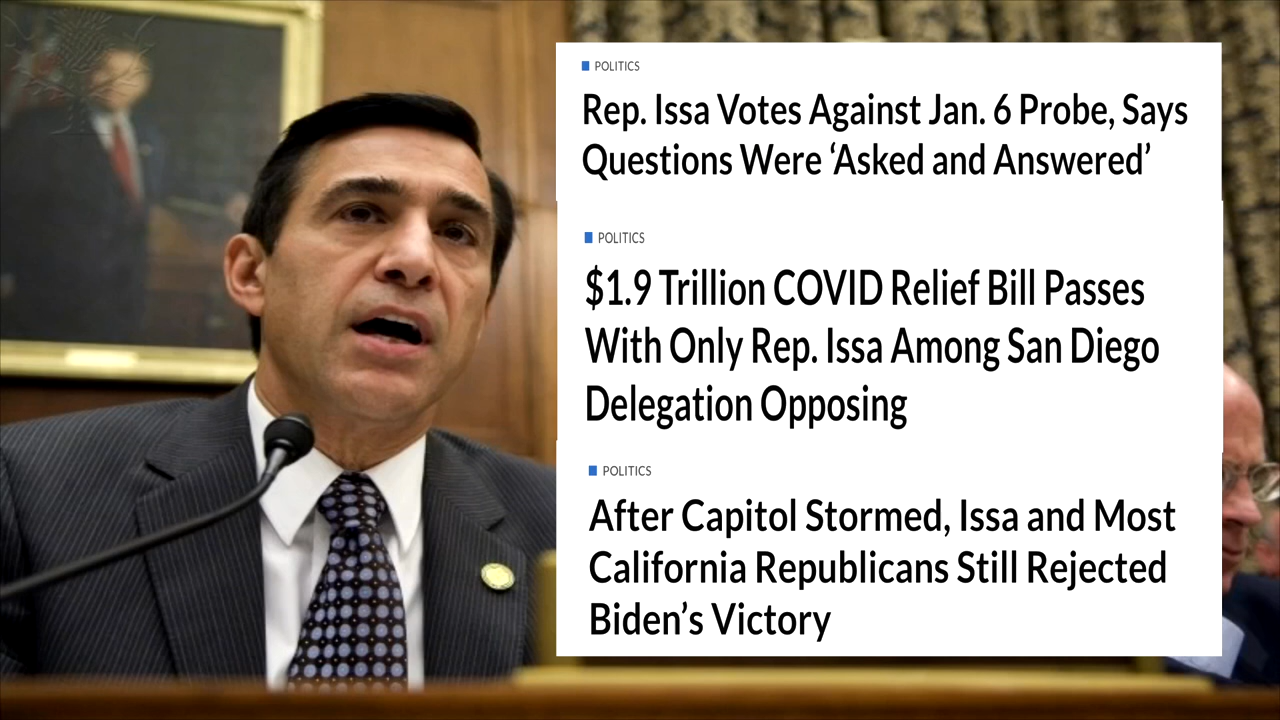 POLITICS
Rep. Issa Votes Against Jan. 6 Probe, Says
Questions Were ‘Asked and Answered’
POLITICS
$1.9 Trillion COVID Relief Bill Passes
With Only Rep. Issa Among San Diego
Delegation Opposing
POLITICS
After Capitol Stormed, Issa and Most
California Republicans Still Rejected
Biden’s Victory